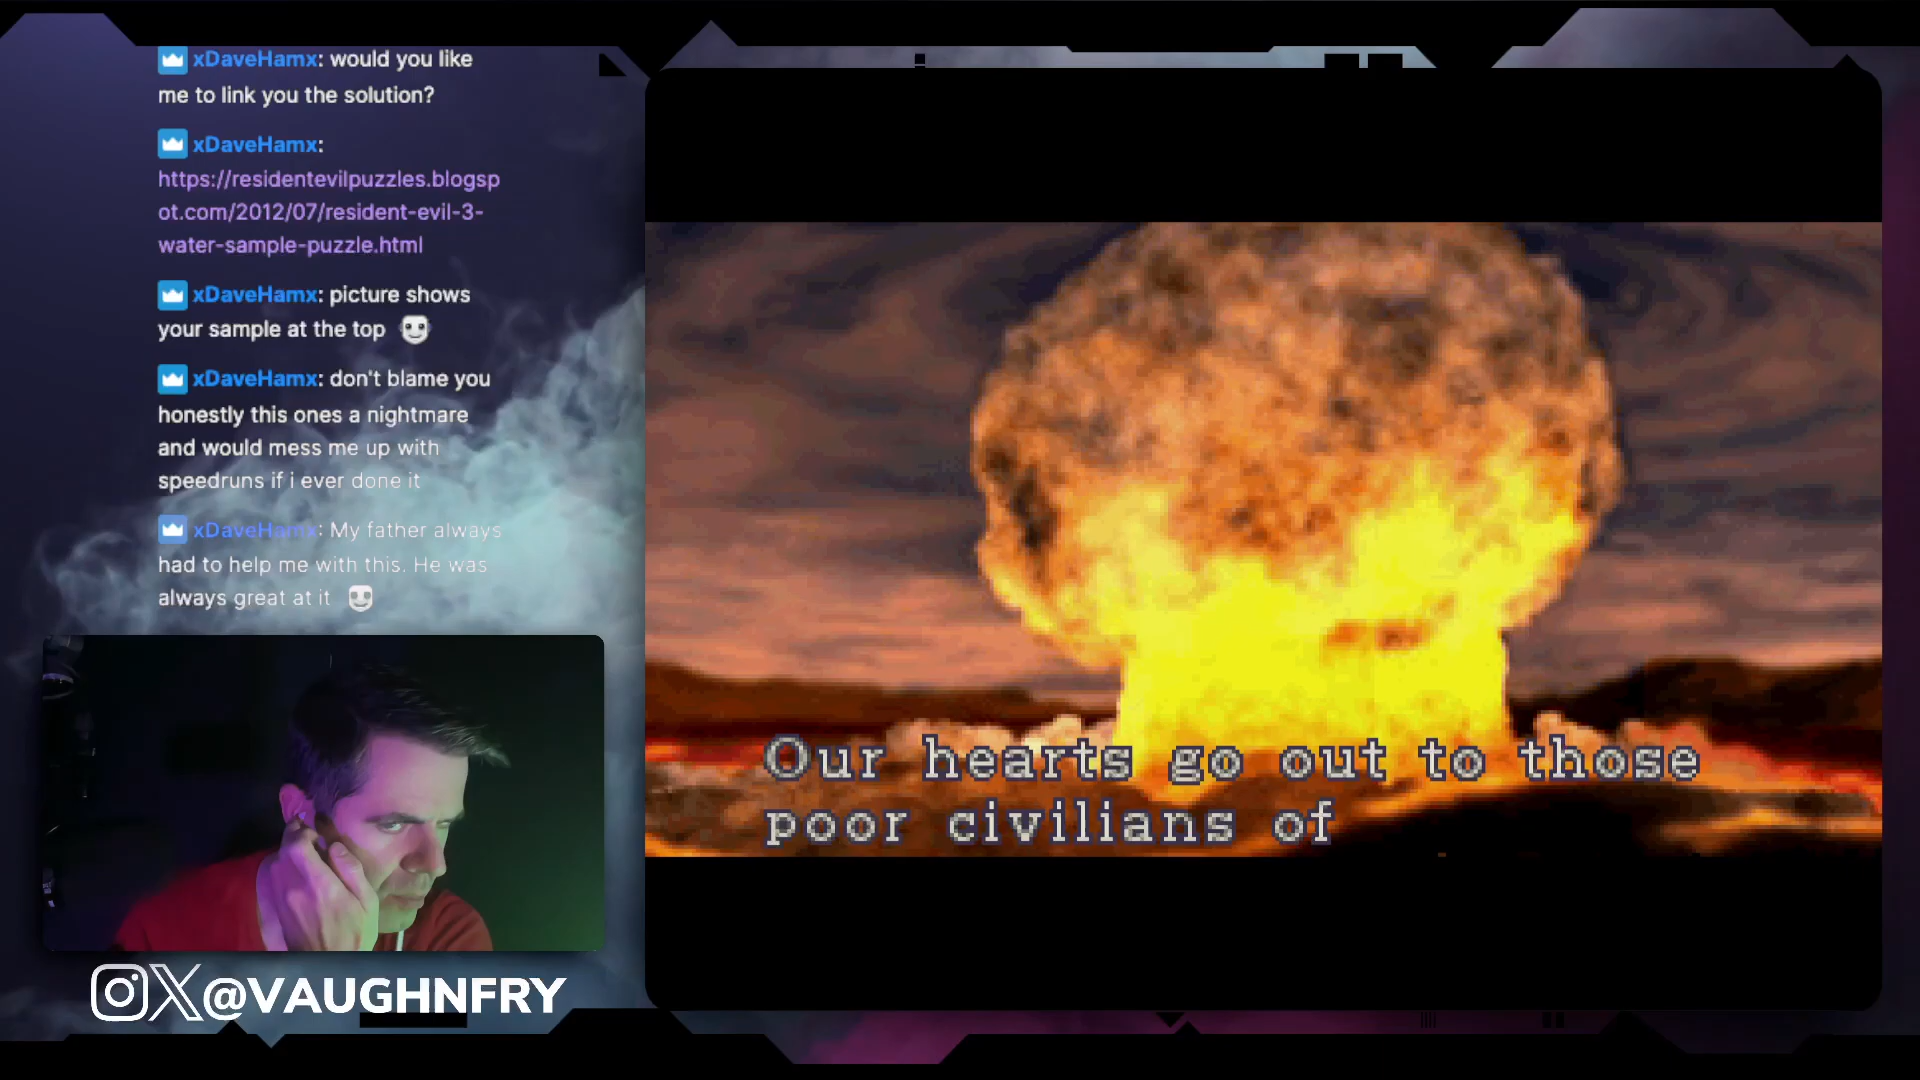 xDaveHamx: would you like
me to link you the solution?
xDaveHamx:
https://residentevilpuzzles.blogsp
ot.com/2012/07/resident-evil-3-
water-sample-puzzle.html
xDaveHamx: picture shows
your sample at the top
xDaveHamx: don't blame you
honestly this ones a nightmare
and would mess me up with
speedruns if i ever done it
xDaveHamx: My father always
had to help me with this. He was
always great at it
@VAUGHNFRY
Our hearts go out to those
poor civilians of